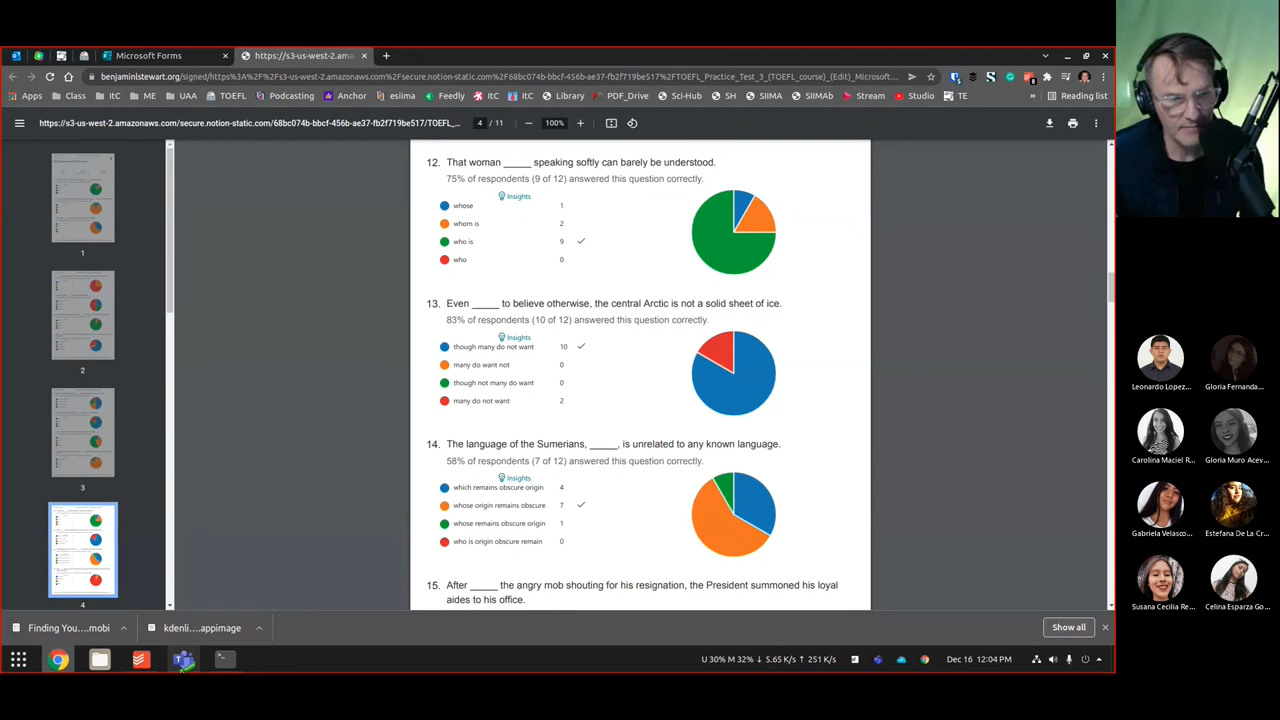 Microsoft Forms
https://s3-us-west-2.amazona...
benjaminlstewart.org/signed/https%3A%2F%2Fs3-us-west-2.amazonaws.com%2Fsecure.notion-static.com%2F68bc074b-bbcf-456b-ae37-fb2f719be517%2FTOEFL_Practice_Test_3_(TOEFL_course)_(Edit)_Microsoft...
Apps Class ItC ME UAA TOEFL Podcasting Anchor esiima Feedly ItC ItC Library PDF_Drive Sci-Hub SH SIIMA SIIMAb Stream Studio TE Reading list
https://s3-us-west-2.amazonaws.com/secure.notion-static.com/68bc074b-bbcf-456b-ae37-fb2f719be517/TOEFL_... 4 / 11 100%
12. That woman _____ speaking softly can barely be understood.
75% of respondents (9 of 12) answered this question correctly.
Insights
whose 1
whom is 2
who is 9
who 0
13. Even _____ to believe otherwise, the central Arctic is not a solid sheet of ice.
83% of respondents (10 of 12) answered this question correctly.
Insights
though many do not want 10
many do want not 0
though not many do want 0
many do not want 2
14. The language of the Sumerians, _____, is unrelated to any known language.
58% of respondents (7 of 12) answered this question correctly.
Insights
which remains obscure origin 4
whose origin remains obscure 7
whose remains obscure origin 1
who is origin obscure remain 0
15. After _____ the angry mob shouting for his resignation, the President summoned his loyal
aides to his office.
1
2
3
4
Leonardo Lopez... Gloria Fernanda...
Carolina Maciel R... Gloria Muro Acev...
Gabriela Velasco... Estefana De La Cr...
Susana Cecilia Re... Celina Esparza Go...
Finding You....mobi kdenli....appimage Show all
U 30% M 32% ↓ 5.65 K/s ↑ 251 K/s Dec 16 12:04 PM